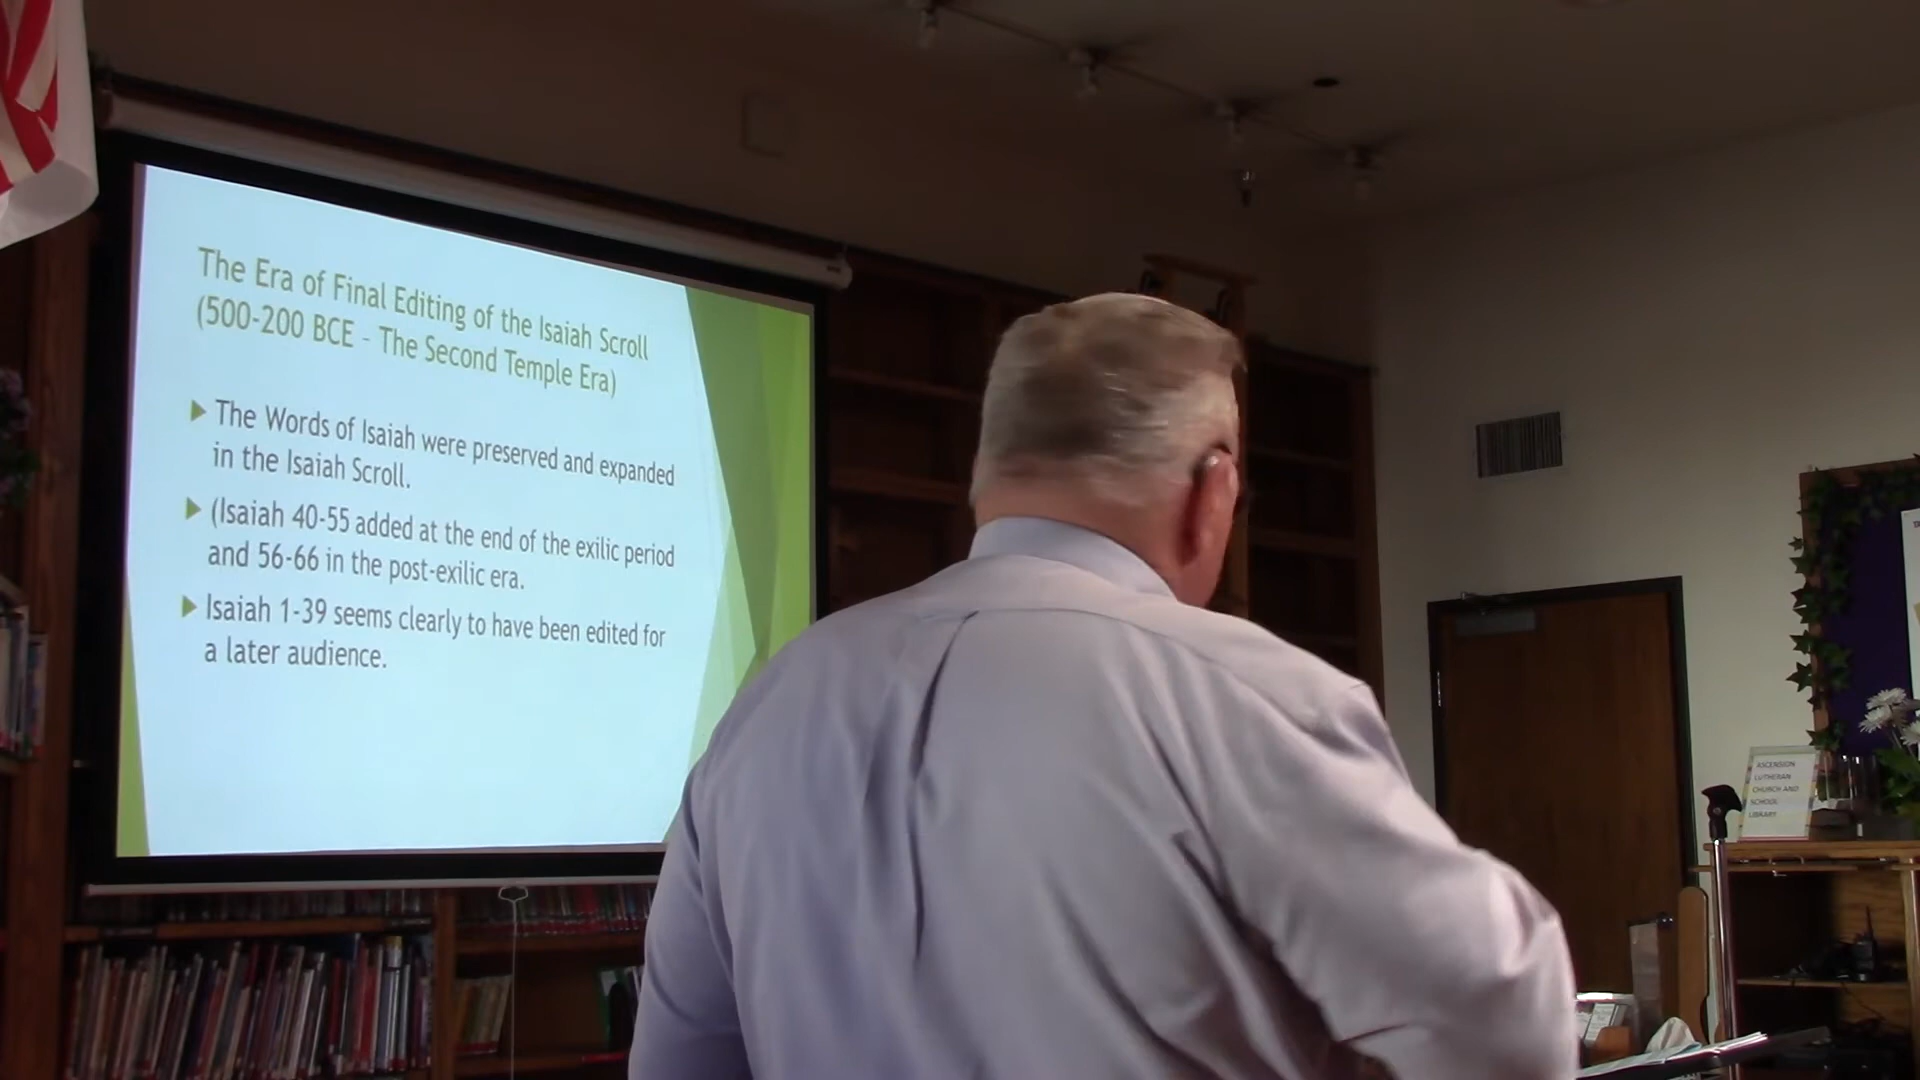 The Era of Final Editing of the Isaiah Scroll
(500-200 BCE - The Second Temple Era)
The Words of Isaiah were preserved and expanded
in the Isaiah Scroll.
(Isaiah 40-55 added at the end of the exilic period
and 56-66 in the post-exilic era.
Isaiah 1-39 seems clearly to have been edited for
a later audience.
ASCENSION
LUTHERAN
CHURCH AND
SCHOOL
LIBRARY